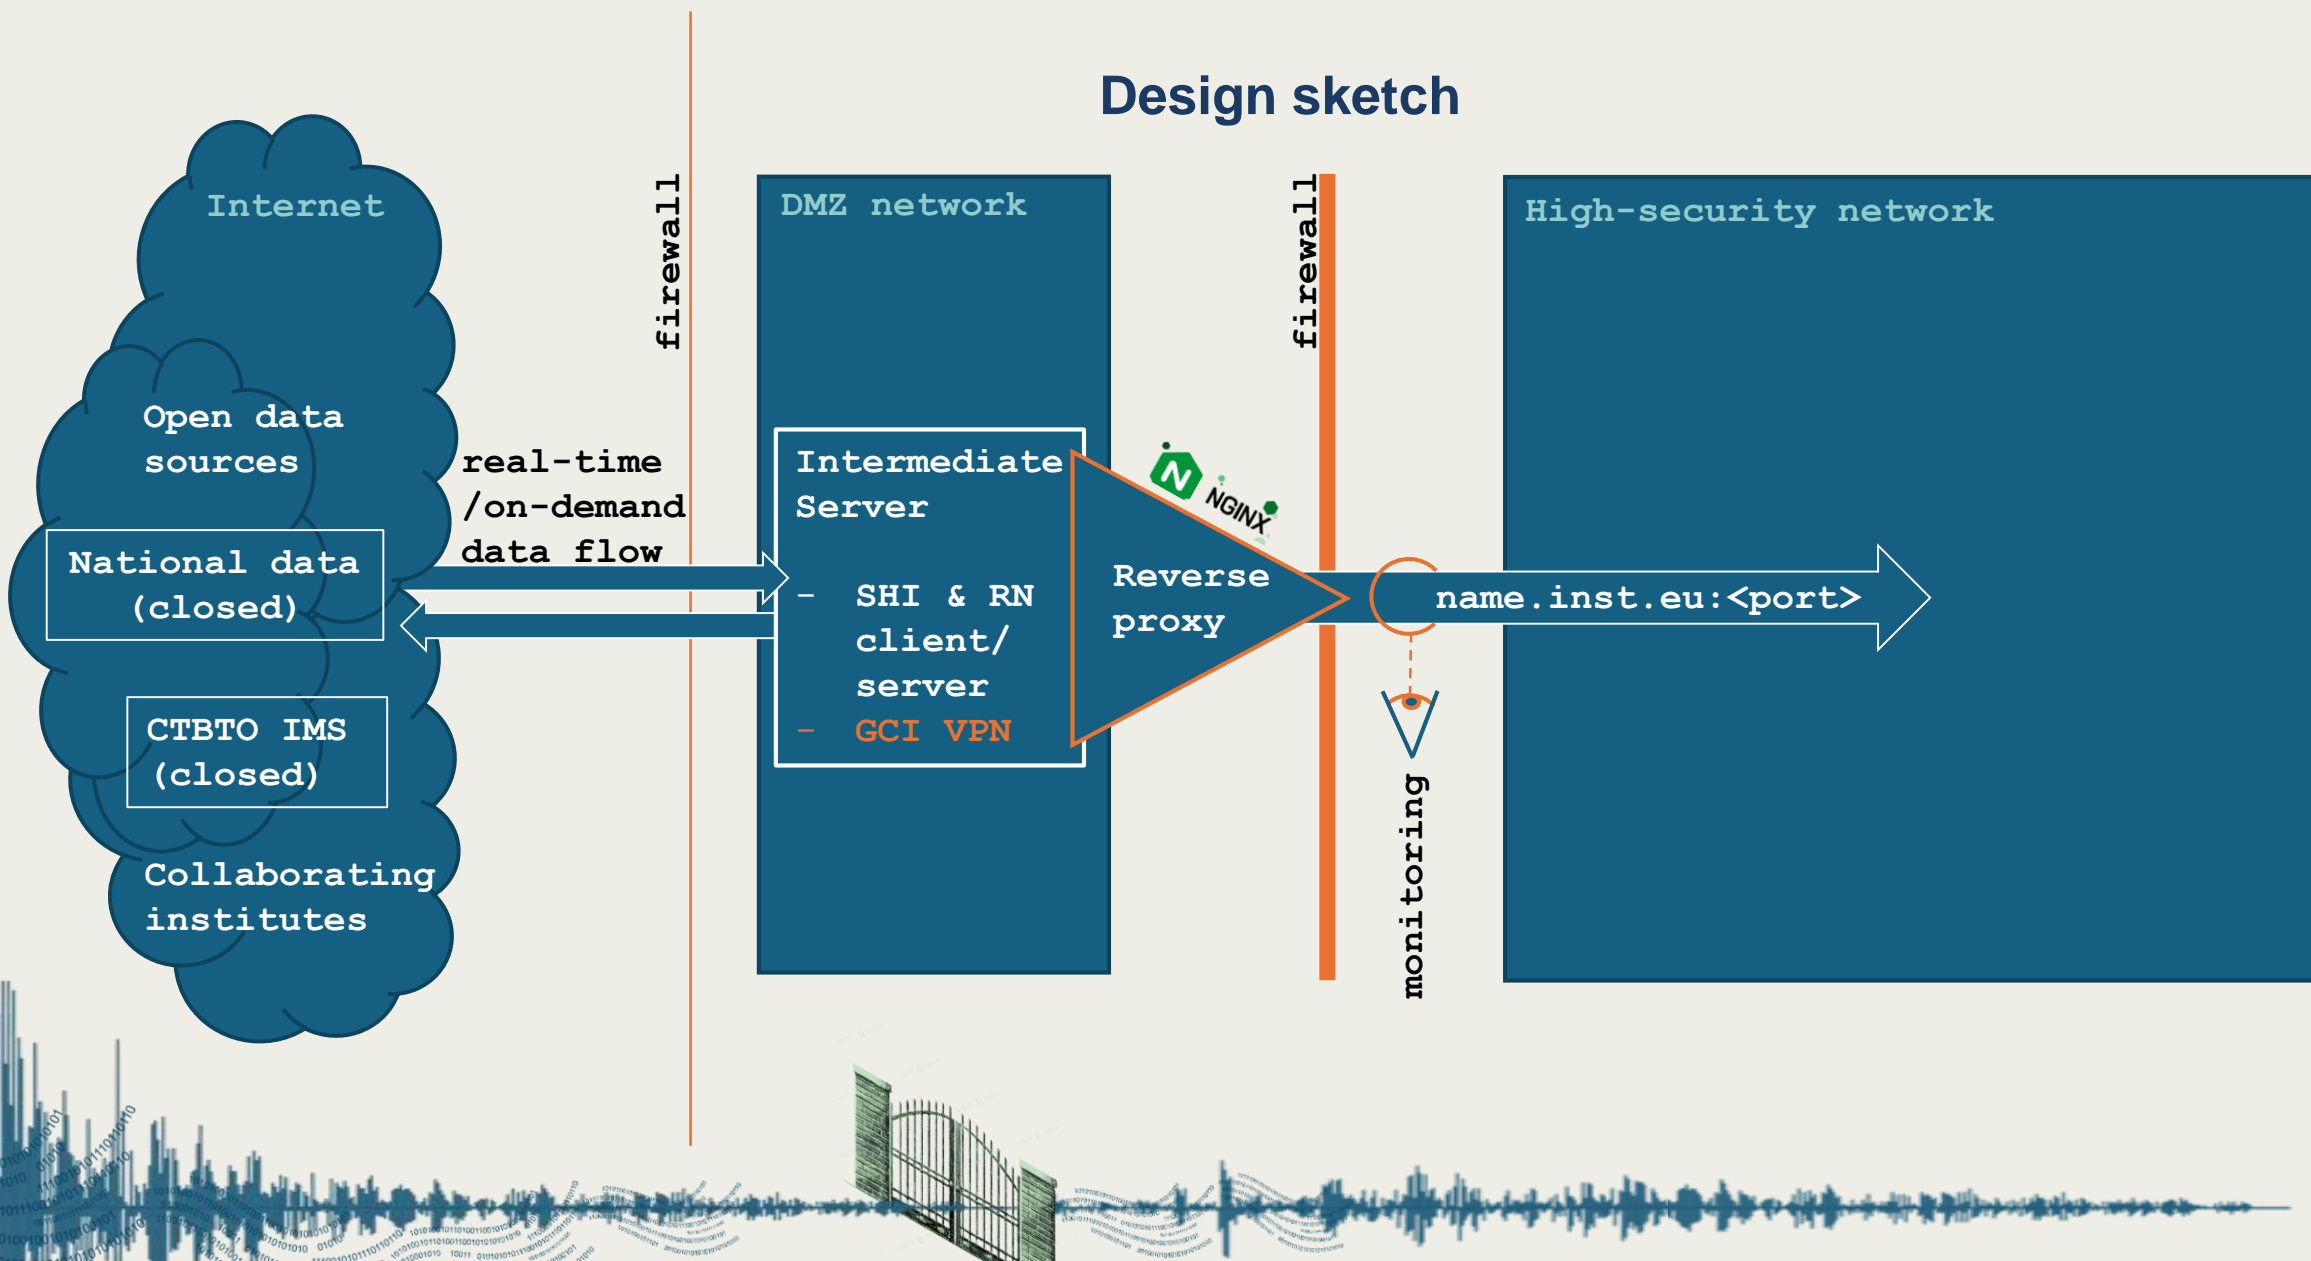 Design sketch
Internet
Open data
sources
National data
(closed)
CTBTO IMS
(closed)
Collaborating
institutes
real-time
/on-demand
data flow
firewall
DMZ network
Intermediate
Server
- SHI & RN
client/
server
- GCI VPN
NGINX
Reverse
proxy
firewall
name.inst.eu:<port>
monitoring
High-security network